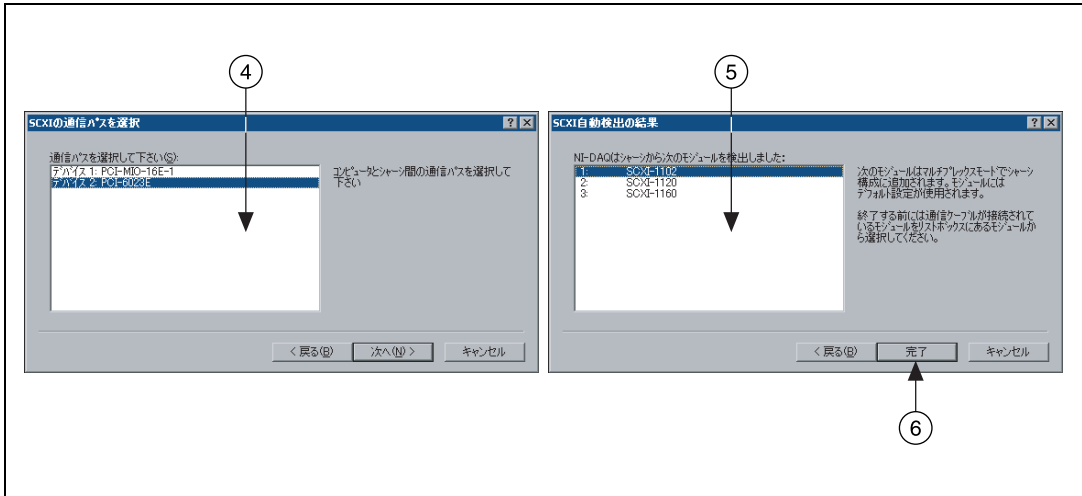 4
5
SCXIの通信パスを選択
通信パスを選択して下さい(S):
デバイス 1: PCI-MIO-16E-1
デバイス 2: PCI-6023E
コンピュータとシャーシ間の通信パスを選択して
下さい
< 戻る(B)
次へ(N) >
キャンセル
SCXI自動検出の結果
NI-DAQはシャーシから次のモジュールを検出しました:
1: SCXI-1102
2: SCXI-1120
3: SCXI-1160
次のモジュールはマルチプレックスモードでシャーシ
構成に追加されます。モジュールには
デフォルト設定が使用されます。
終了する前には通信ケーブルが接続されて
いるモジュールをリストボックスにあるモジュールか
ら選択してください。
< 戻る(B)
完了
キャンセル
6